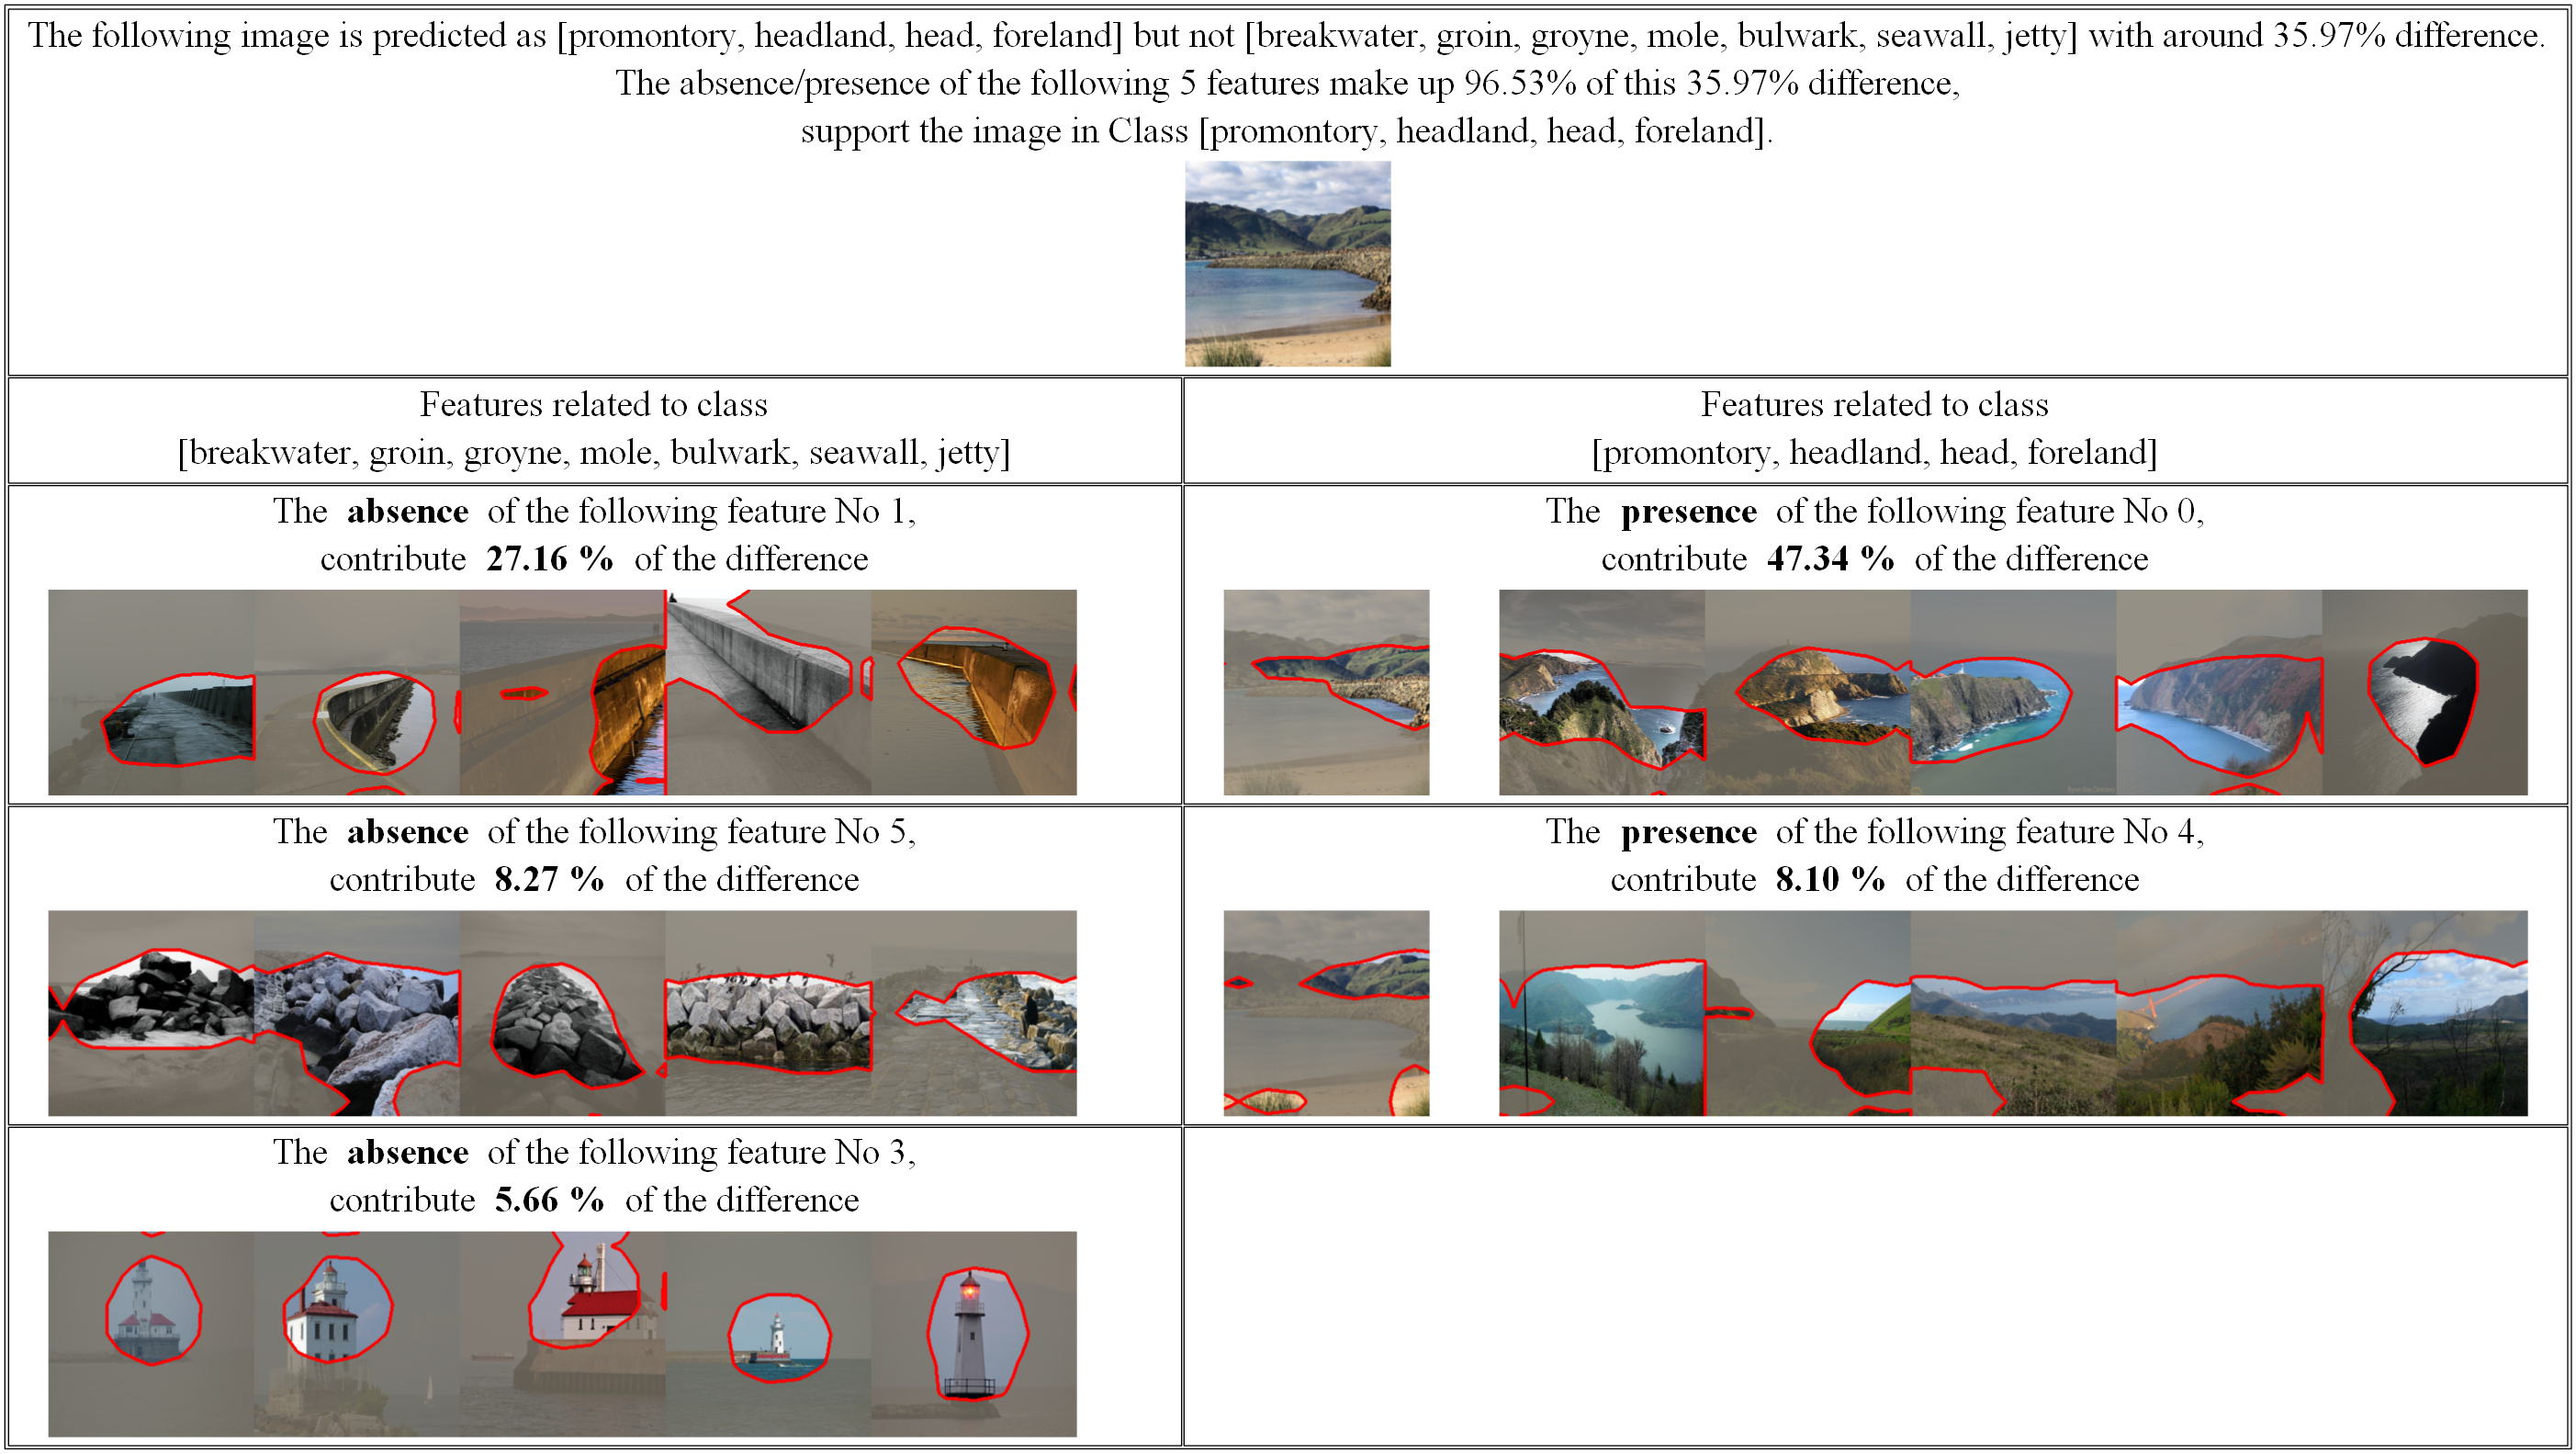 The following image is predicted as [promontory, headland, head, foreland] but not [breakwater, groin, groyne, mole, bulwark, seawall, jetty] with around 35.97% difference.
The absence/presence of the following 5 features make up 96.53% of this 35.97% difference,
support the image in Class [promontory, headland, head, foreland].
Features related to class
[breakwater, groin, groyne, mole, bulwark, seawall, jetty]
Features related to class
[promontory, headland, head, foreland]
The absence of the following feature No 1,
contribute 27.16 % of the difference
The presence of the following feature No 0,
contribute 47.34 % of the difference
The absence of the following feature No 5,
contribute 8.27 % of the difference
The presence of the following feature No 4,
contribute 8.10 % of the difference
The absence of the following feature No 3,
contribute 5.66 % of the difference